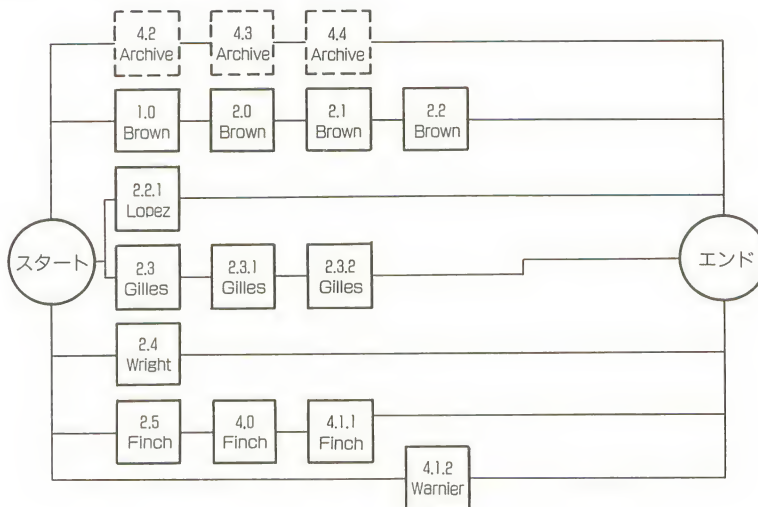 4.2
Archive
4.3
Archive
4.4
Archive
1.0
Brown
2.0
Brown
2.1
Brown
2.2
Brown
2.2.1
Lopez
スタート
2.3
Gilles
2.3.1
Gilles
2.3.2
Gilles
エンド
2.4
Wright
2.5
Finch
4.0
Finch
4.1.1
Finch
4.1.2
Warnier